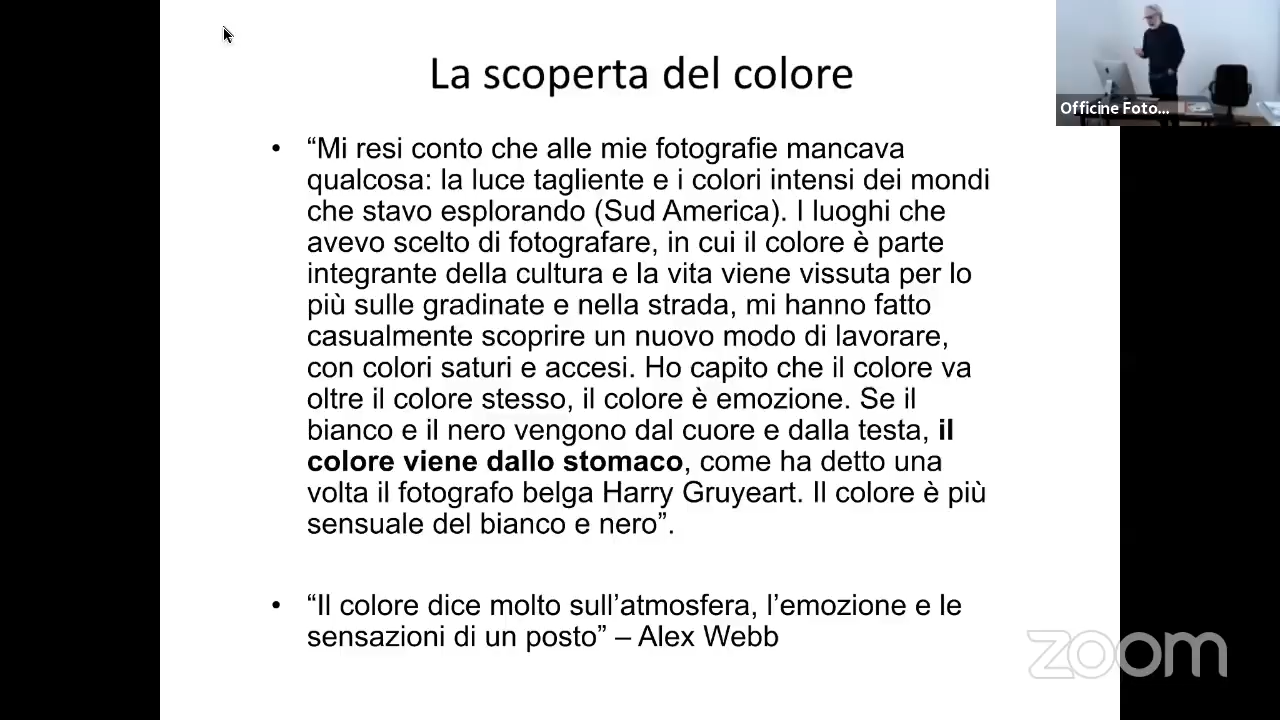 La scoperta del colore
Officine Foto...
• “Mi resi conto che alle mie fotografie mancava
qualcosa: la luce tagliente e i colori intensi dei mondi
che stavo esplorando (Sud America). I luoghi che
avevo scelto di fotografare, in cui il colore è parte
integrante della cultura e la vita viene vissuta per lo
più sulle gradinate e nella strada, mi hanno fatto
casualmente scoprire un nuovo modo di lavorare,
con colori saturi e accesi. Ho capito che il colore va
oltre il colore stesso, il colore è emozione. Se il
bianco e il nero vengono dal cuore e dalla testa, il
colore viene dallo stomaco, come ha detto una
volta il fotografo belga Harry Gruyeart. Il colore è più
sensuale del bianco e nero”.
• “Il colore dice molto sull’atmosfera, l’emozione e le
sensazioni di un posto” – Alex Webb
zoom